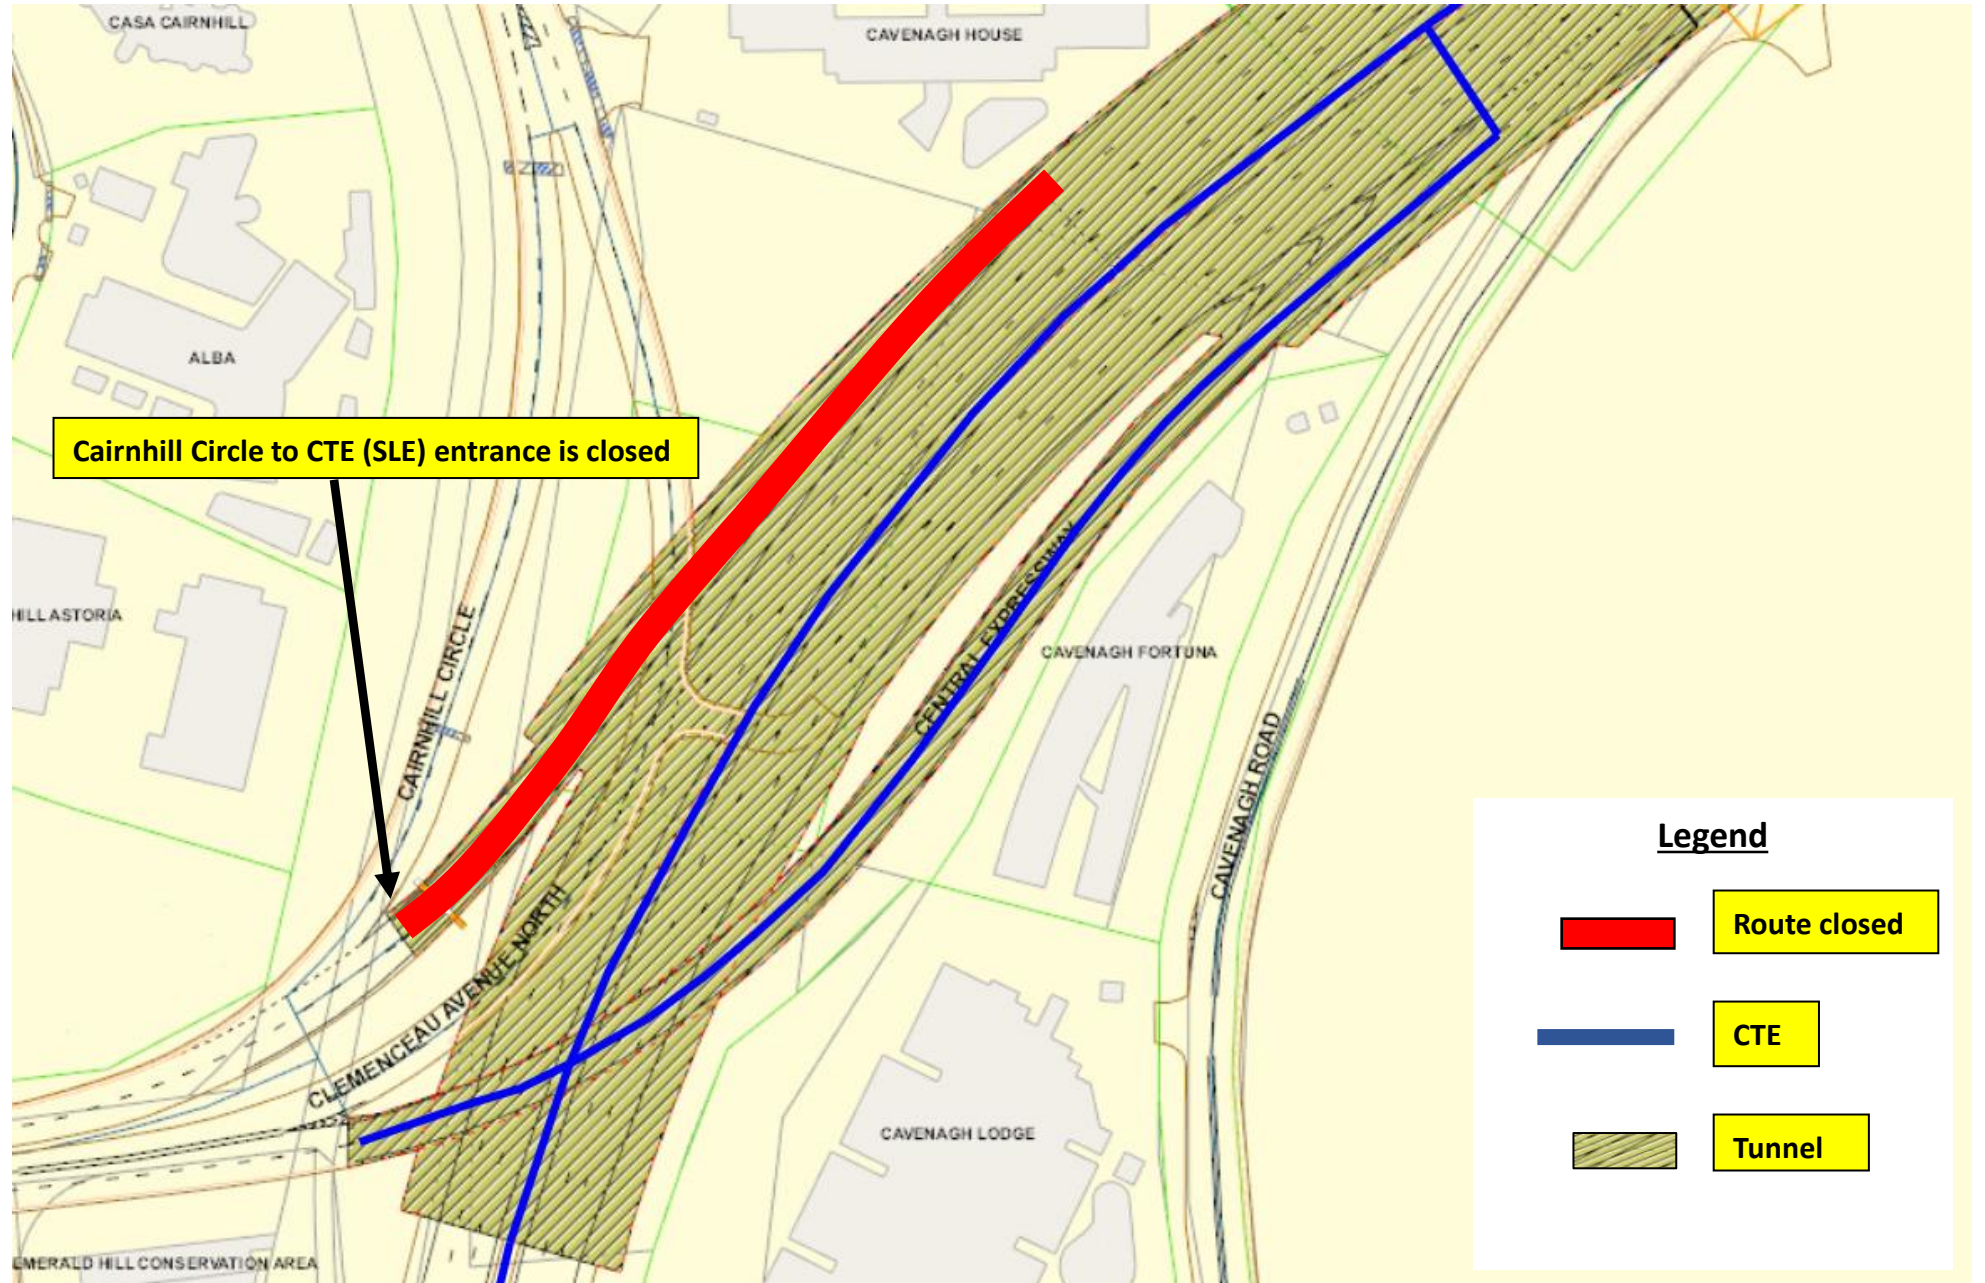 CASA CAIRNHILL
CAVENAGH HOUSE
ALBA
Cairnhill Circle to CTE (SLE) entrance is closed
HILL ASTORIA
CAIRNHILL CIRCLE
CENTRAL EXPRESSWAY
CAVENAGH FORTUNA
CAVENAGH ROAD
CLEMENCEAU AVENUE NORTH
CAVENAGH LODGE
EMERALD HILL CONSERVATION AREA
Legend
Route closed
CTE
Tunnel